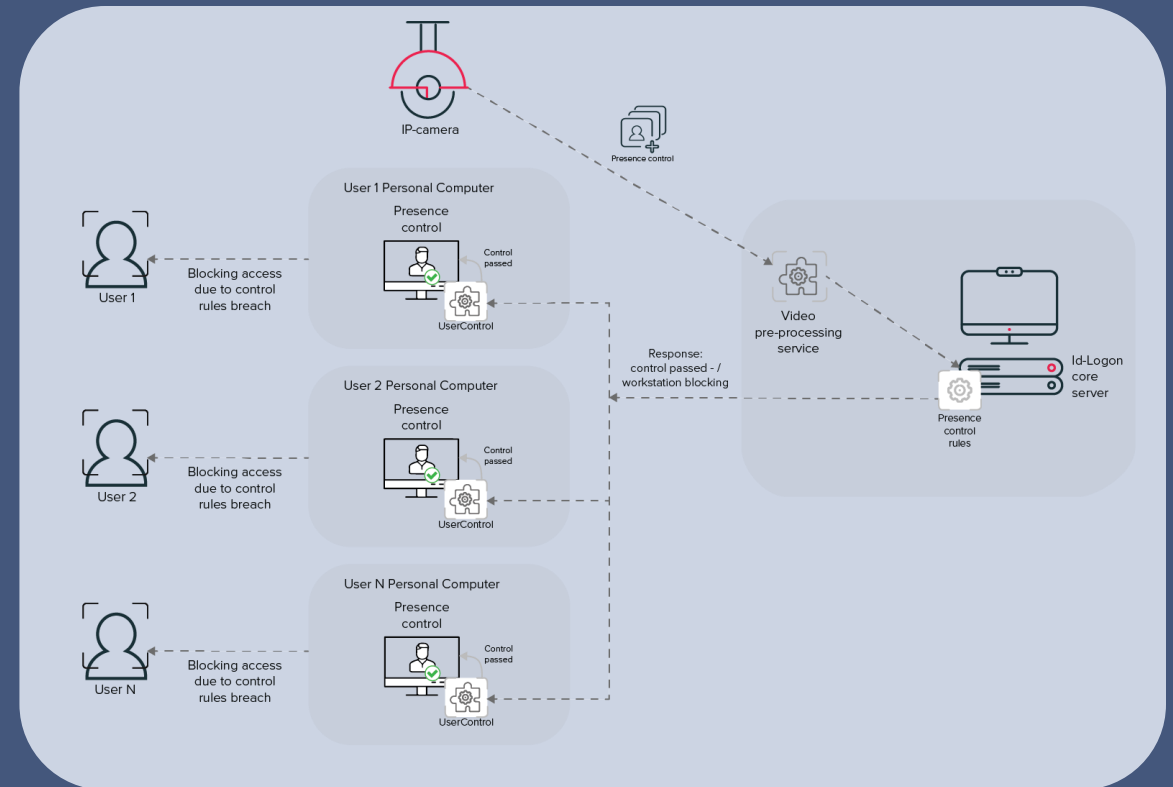 IP-camera
Presence control
User 1 Personal Computer
Presence
control
Control
passed
UserControl
User 1
Blocking access
due to control
rules breach
Video
pre-processing
service
Id-Logon
core
server
Presence
control
rules
Response:
control passed - /
workstation blocking
User 2 Personal Computer
Presence
control
Control
passed
UserControl
User 2
Blocking access
due to control
rules breach
User N Personal Computer
Presence
control
Control
passed
UserControl
User N
Blocking access
due to control
rules breach